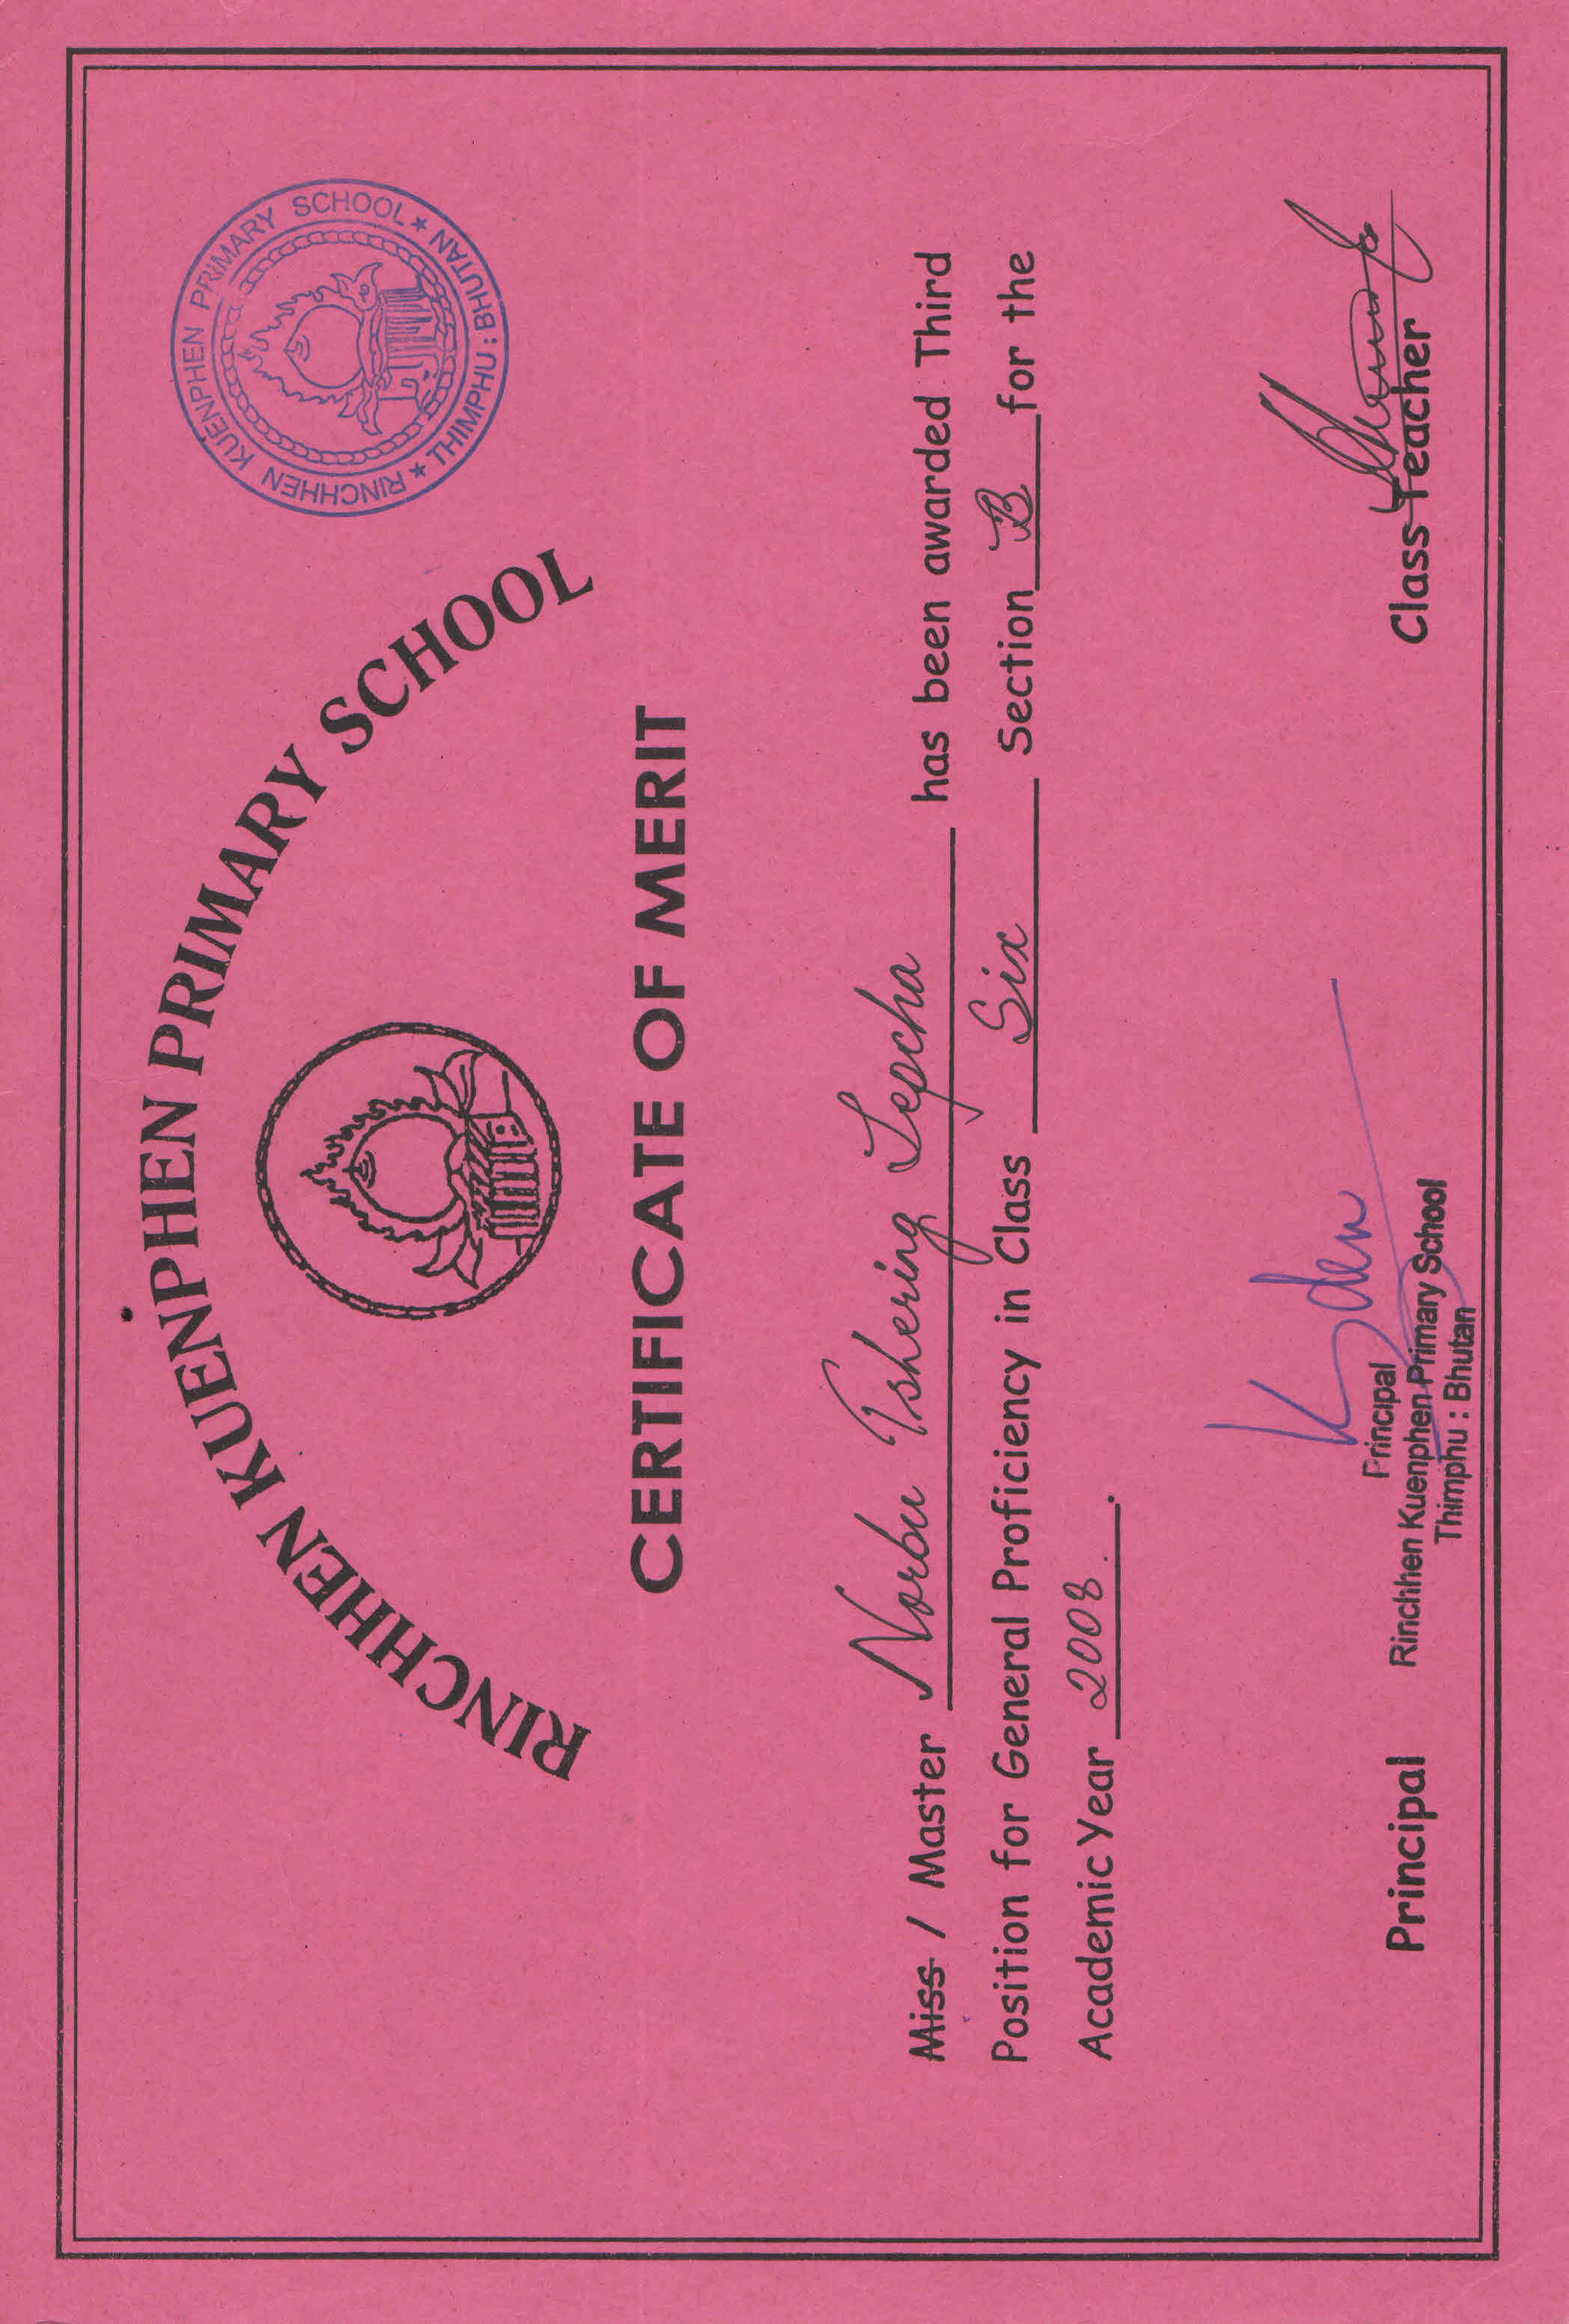 RINCHHEN KUENPHEN PRIMARY SCHOOL
RINCHHEN KUENPHEN PRIMARY SCHOOL
★ THIMPHU : BHUTAN ★
CERTIFICATE OF MERIT
Miss / Master Norbu Tshering Lepcha has been awarded Third
Position for General Proficiency in Class Six Section B for the
Academic Year 2008.
Principal
Principal
Rinchhen Kuenphen Primary School
Thimphu : Bhutan
Class Teacher